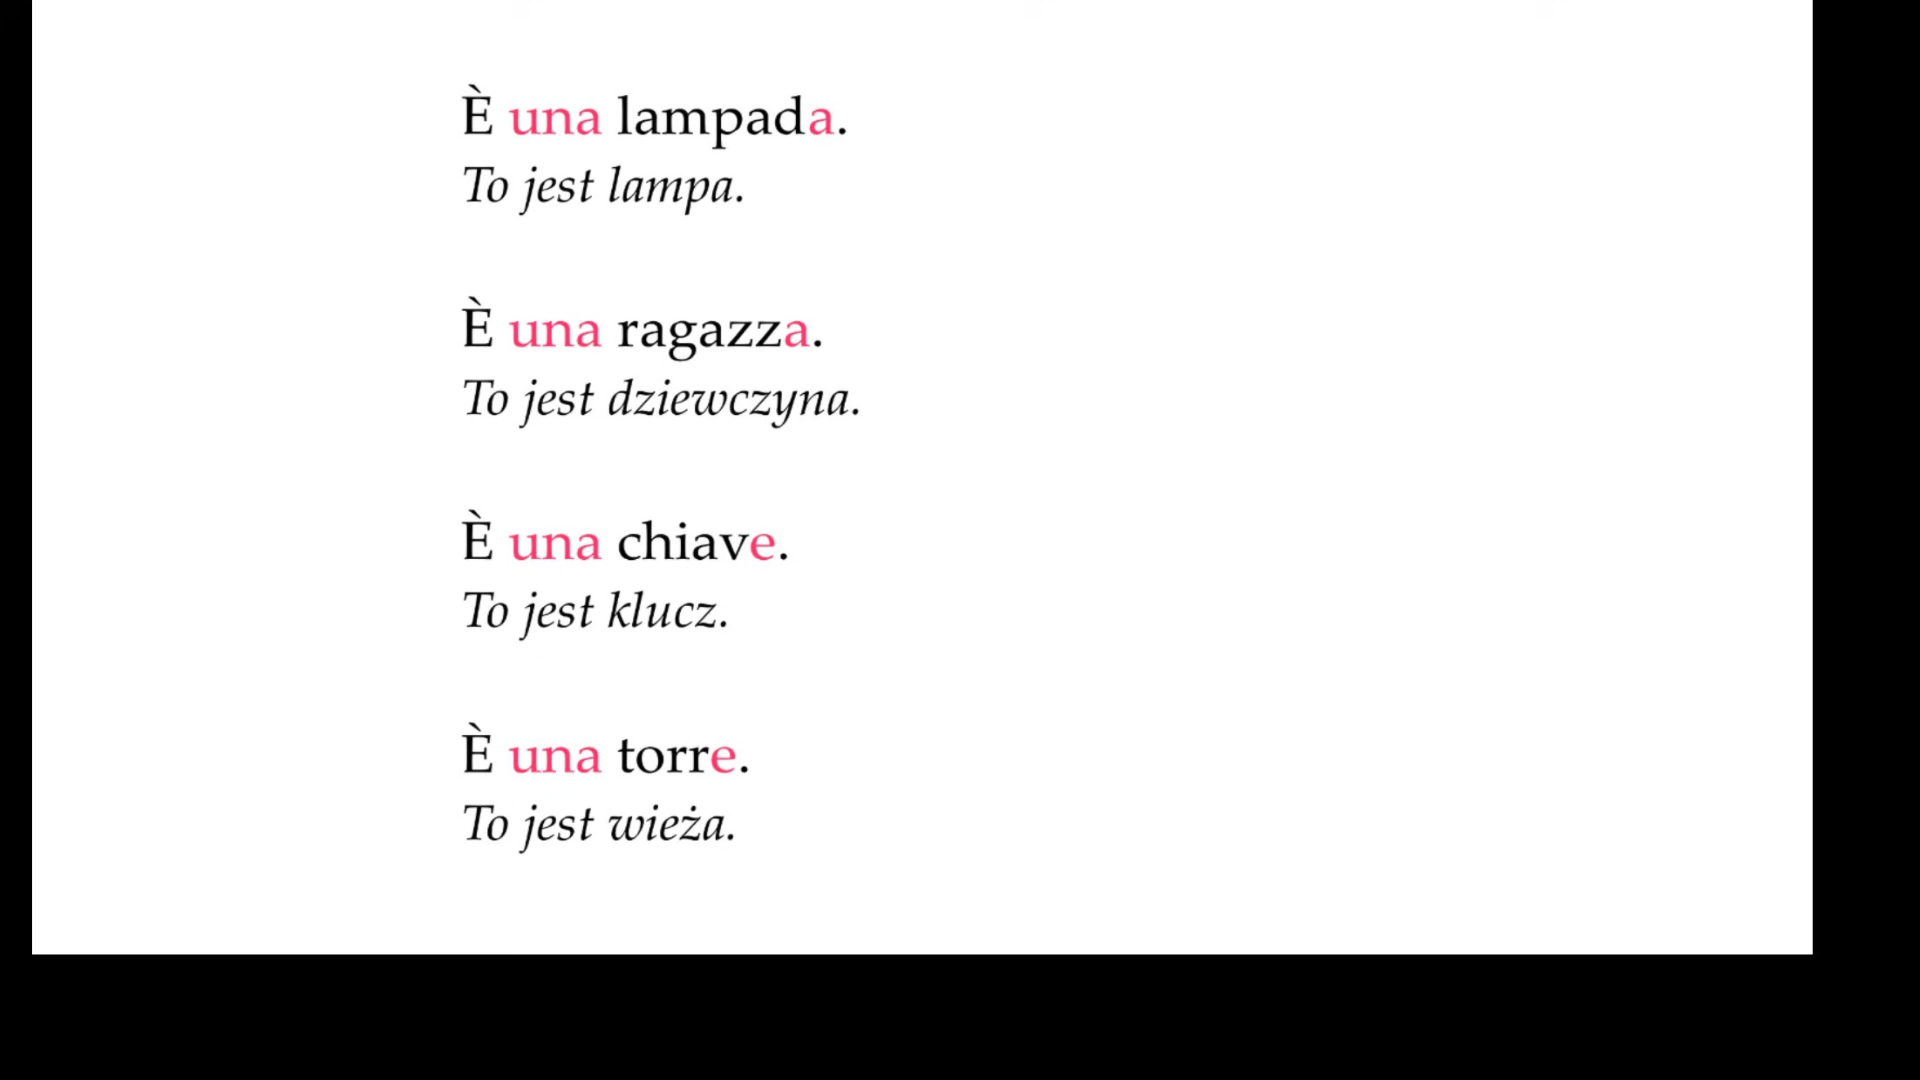 È una lampada.
To jest lampa.
È una ragazza.
To jest dziewczyna.
È una chiave.
To jest klucz.
È una torre.
To jest wieża.